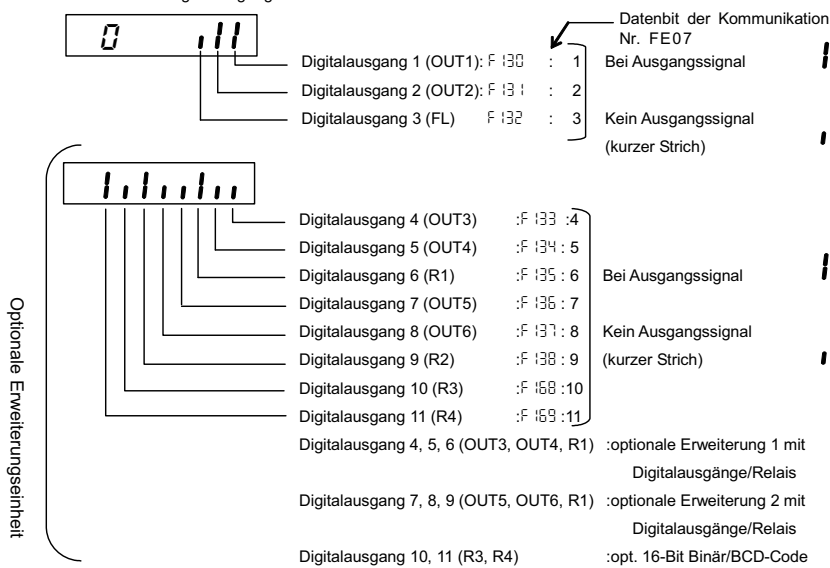 Datenbit der Kommunikation
Nr. FE07
0
Digitalausgang 1 (OUT1): F130 : 1 Bei Ausgangssignal
Digitalausgang 2 (OUT2): F131 : 2
Digitalausgang 3 (FL) F132 : 3 Kein Ausgangssignal
(kurzer Strich)
Digitalausgang 4 (OUT3) :F133 :4
Digitalausgang 5 (OUT4) :F134 : 5
Digitalausgang 6 (R1) :F135 : 6 Bei Ausgangssignal
Digitalausgang 7 (OUT5) :F136 : 7
Digitalausgang 8 (OUT6) :F137 : 8 Kein Ausgangssignal
Digitalausgang 9 (R2) :F138 : 9 (kurzer Strich)
Digitalausgang 10 (R3) :F168 :10
Digitalausgang 11 (R4) :F169 :11
Digitalausgang 4, 5, 6 (OUT3, OUT4, R1) :optionale Erweiterung 1 mit
Digitalausgänge/Relais
Digitalausgang 7, 8, 9 (OUT5, OUT6, R1) :optionale Erweiterung 2 mit
Digitalausgänge/Relais
Digitalausgang 10, 11 (R3, R4) :opt. 16-Bit Binär/BCD-Code
Optionale Erweiterungseinheit